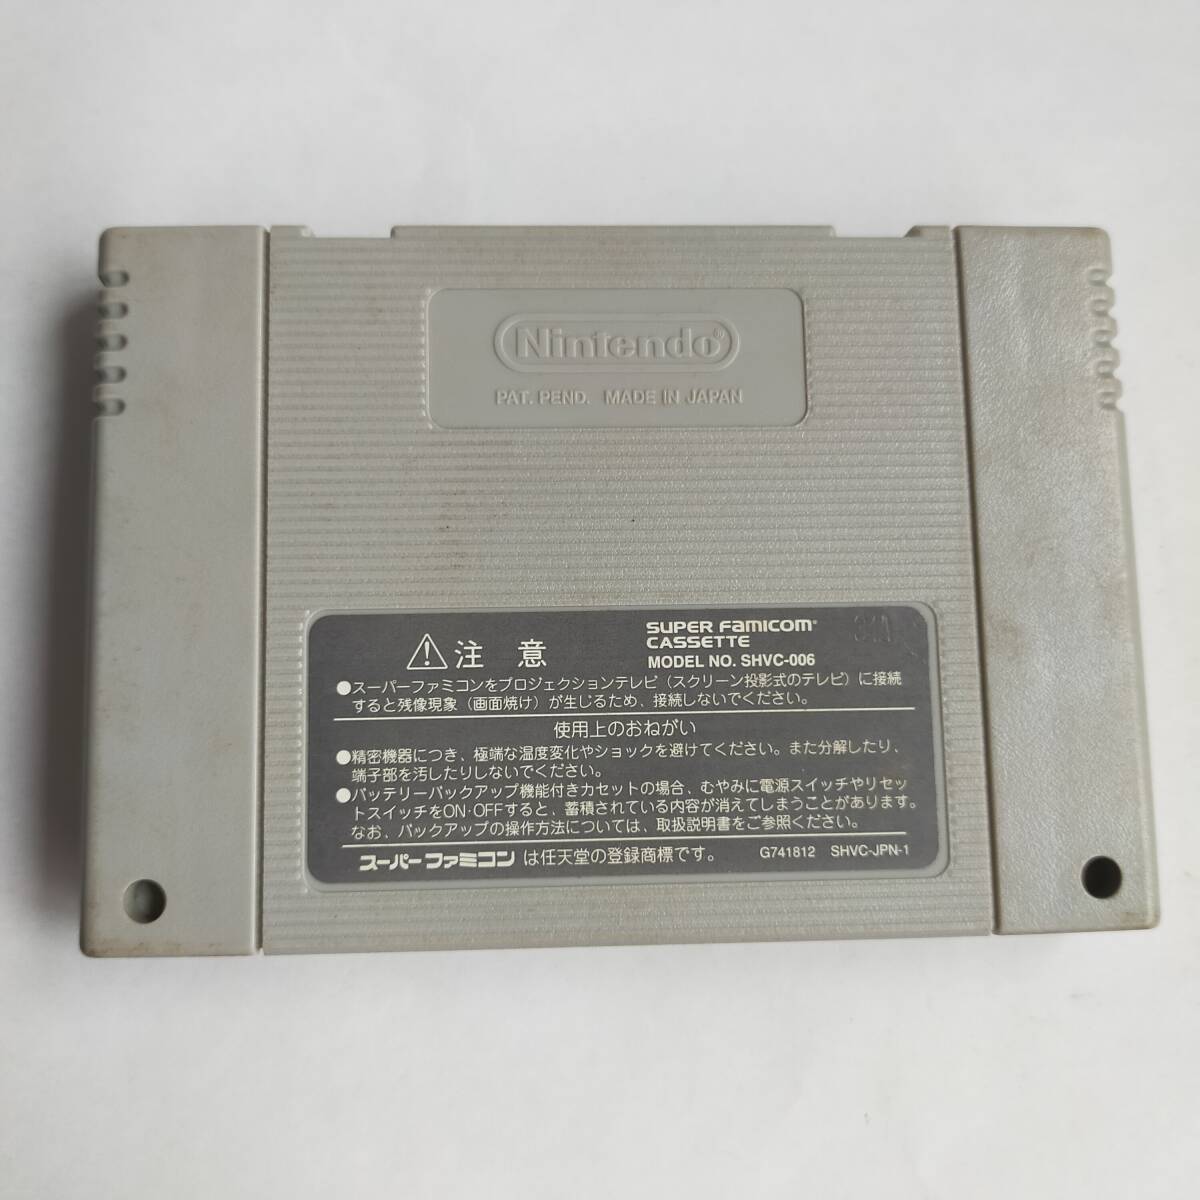 Nintendo®
PAT. PEND. MADE IN JAPAN
注意
SUPER FAMICOM®
CASSETTE
MODEL NO. SHVC-006
●スーパーファミコンをプロジェクションテレビ（スクリーン投影式のテレビ）に接続
すると残像現象（画面焼け）が生じるため、接続しないでください。
使用上のおねがい
●精密機器につき、極端な温度変化やショックを避けてください。また分解したり、
端子部を汚したりしないでください。
●バッテリーバックアップ機能付きカセットの場合、むやみに電源スイッチやリセッ
トスイッチをON・OFFすると、蓄積されている内容が消えてしまうことがあります。
なお、バックアップの操作方法については、取扱説明書をご参照ください。
スーパーファミコン は任天堂の登録商標です。 G741812 SHVC-JPN-1